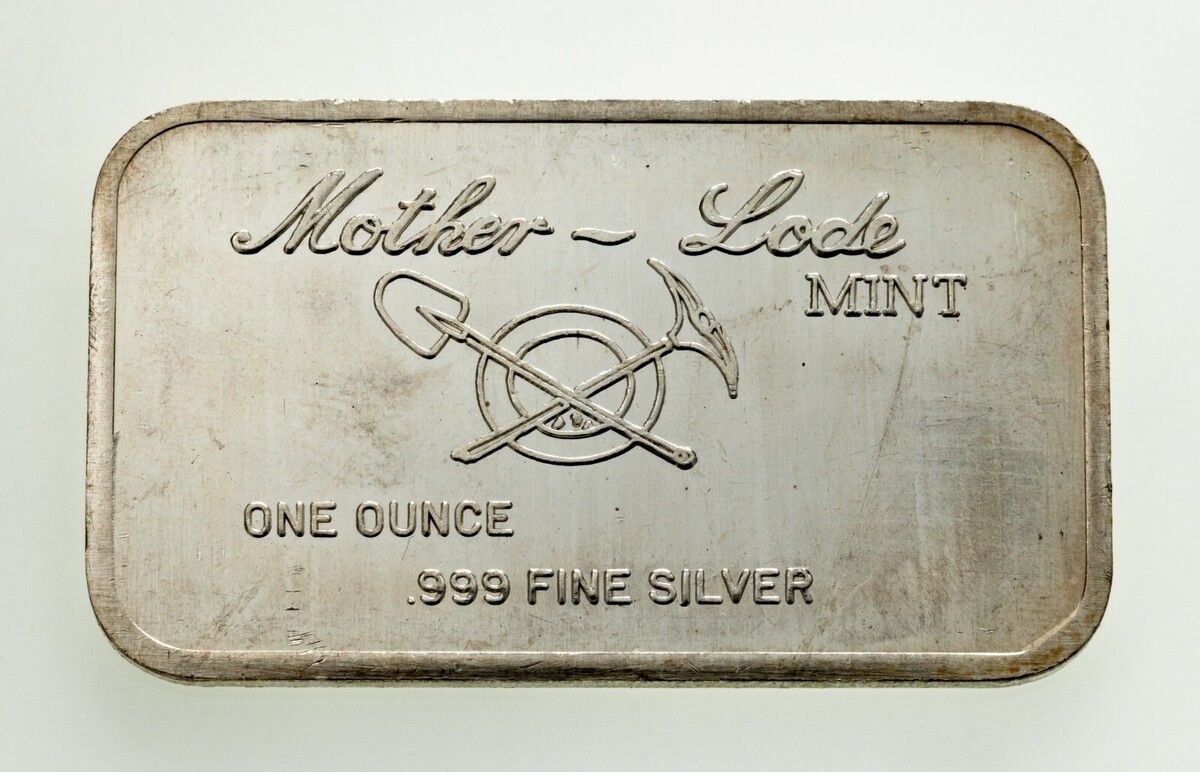 Mother - Lode
MINT
ONE OUNCE
.999 FINE SILVER